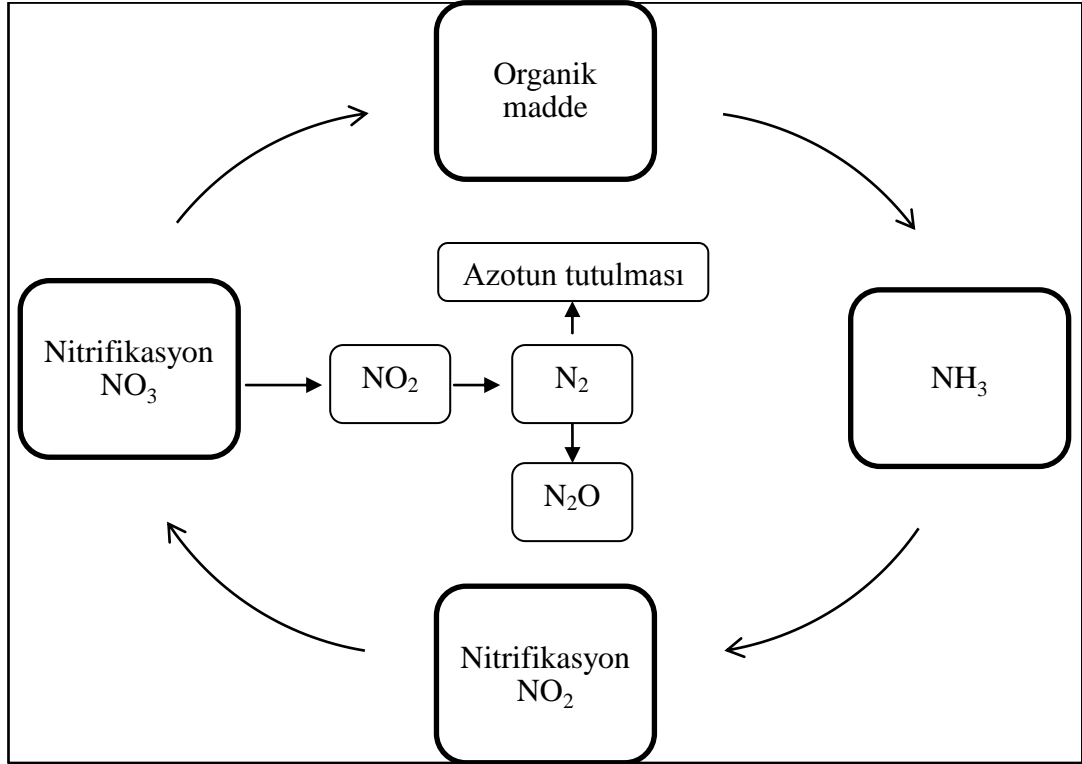 Organik
madde
Azotun tutulması
Nitrifikasyon
NO₃
NO₂
N₂
NH₃
N₂O
Nitrifikasyon
NO₂